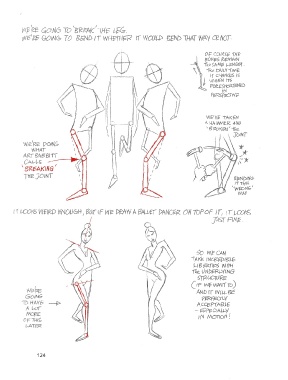 WE'RE GOING TO 'BREAK' THE LEG.
WE'RE GOING TO BEND IT WHETHER IT WOULD BEND THAT WAY OR NOT.
OF COURSE THE
BONES REMAIN
THE SAME LENGTH
THE ONLY TIME
IT CHANGES IS
WHEN IT'S
FORESHORTENED
IN
PERSPECTIVE
WE'VE TAKEN
A HAMMER AND
'BROKEN' THE
JOINT
WE'RE DOING
WHAT
ART BABBITT
CALLS
'BREAKING'
THE JOINT
BENDING
IT THE
'WRONG'
WAY
IT LOOKS WEIRD ENOUGH, BUT IF WE DRAW A BALLET DANCER ON TOP OF IT, IT LOOKS
JUST FINE.
SO WE CAN
TAKE INCREDIBLE
LIBERTIES WITH
THE UNDERLYING
STRUCTURE
(IF WE WANT TO)
AND IT WILL BE
PERFECTLY
ACCEPTABLE
- ESPECIALLY
IN MOTION!
WE'RE
GOING
TO HAVE
A LOT
MORE
OF THIS
LATER
124